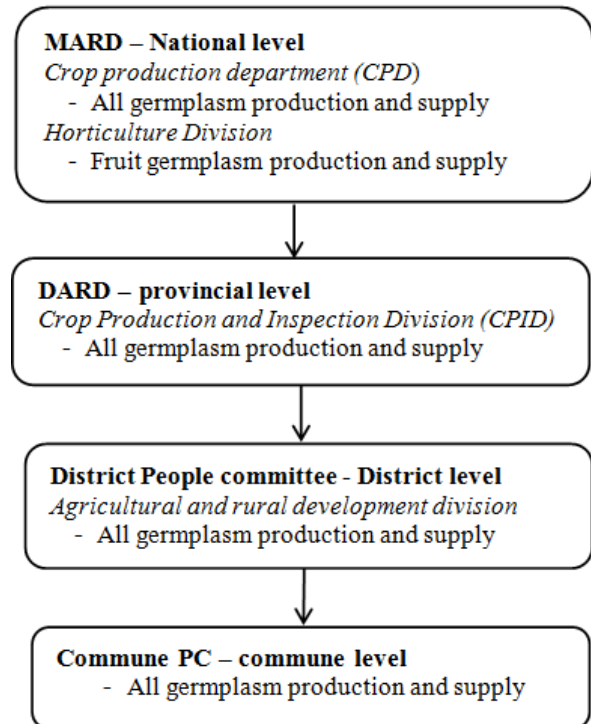 MARD – National level
Crop production department (CPD)
- All germplasm production and supply
Horticulture Division
- Fruit germplasm production and supply
DARD – provincial level
Crop Production and Inspection Division (CPID)
- All germplasm production and supply
District People committee - District level
Agricultural and rural development division
- All germplasm production and supply
Commune PC – commune level
- All germplasm production and supply